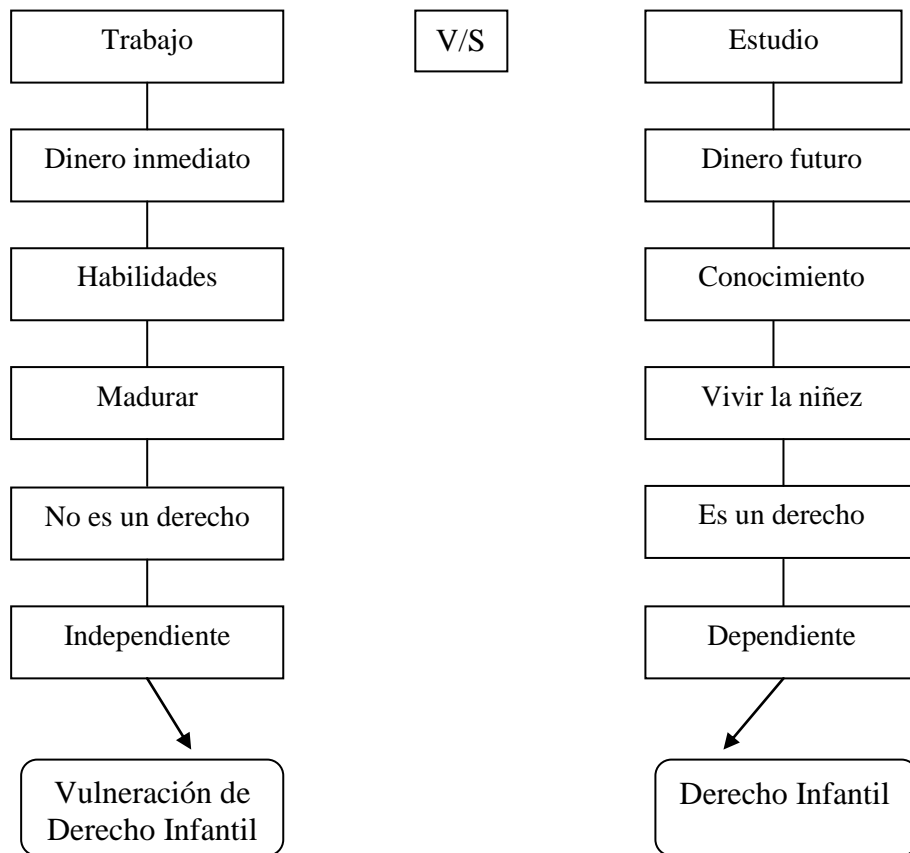 Trabajo
V/S
Estudio
Dinero inmediato
Dinero futuro
Habilidades
Conocimiento
Madurar
Vivir la niñez
No es un derecho
Es un derecho
Independiente
Dependiente
Vulneración de
Derecho Infantil
Derecho Infantil